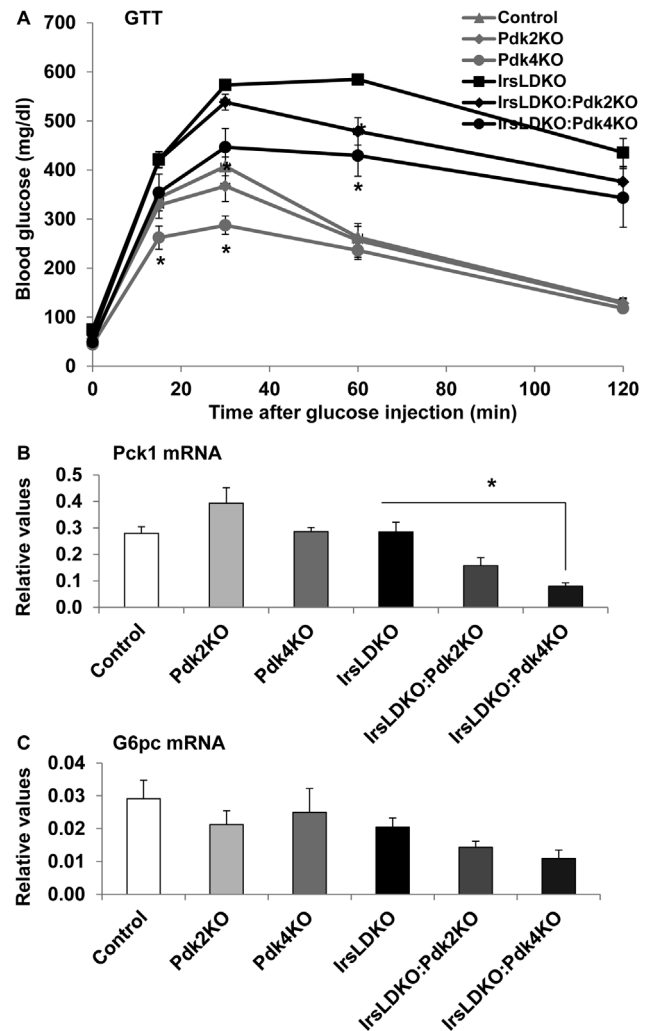 A
GTT
Control
Pdk2KO
Pdk4KO
IrsLDKO
IrsLDKO:Pdk2KO
IrsLDKO:Pdk4KO
Blood glucose (mg/dl)
700
600
500
400
300
200
100
0
*
*
*
*
0 20 40 60 80 100 120
Time after glucose injection (min)
B
Pck1 mRNA
Relative values
0.5
0.4
0.3
0.2
0.1
0.0
*
Control
Pdk2KO
Pdk4KO
IrsLDKO
IrsLDKO:Pdk2KO
IrsLDKO:Pdk4KO
C
G6pc mRNA
Relative values
0.04
0.03
0.02
0.01
0.00
Control
Pdk2KO
Pdk4KO
IrsLDKO
IrsLDKO:Pdk2KO
IrsLDKO:Pdk4KO